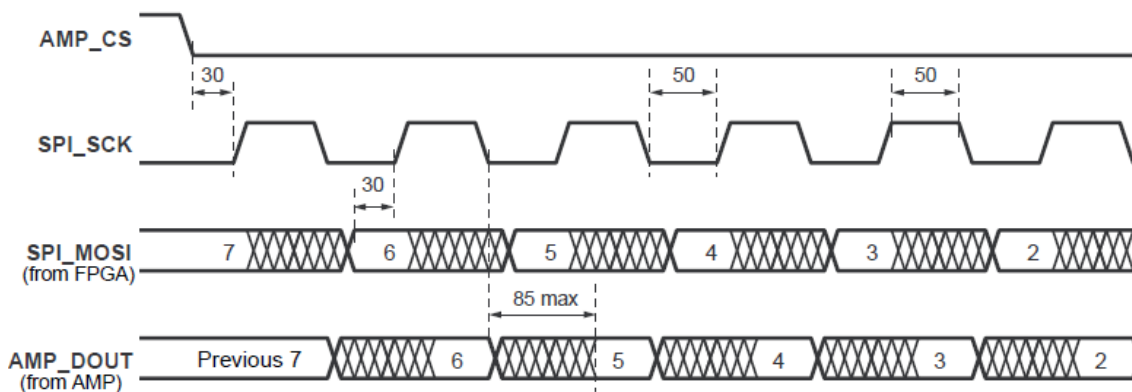 AMP_CS
30
50
50
SPI_SCK
30
SPI_MOSI
(from FPGA)
7
6
5
4
3
2
85 max
AMP_DOUT
(from AMP)
Previous 7
6
5
4
3
2